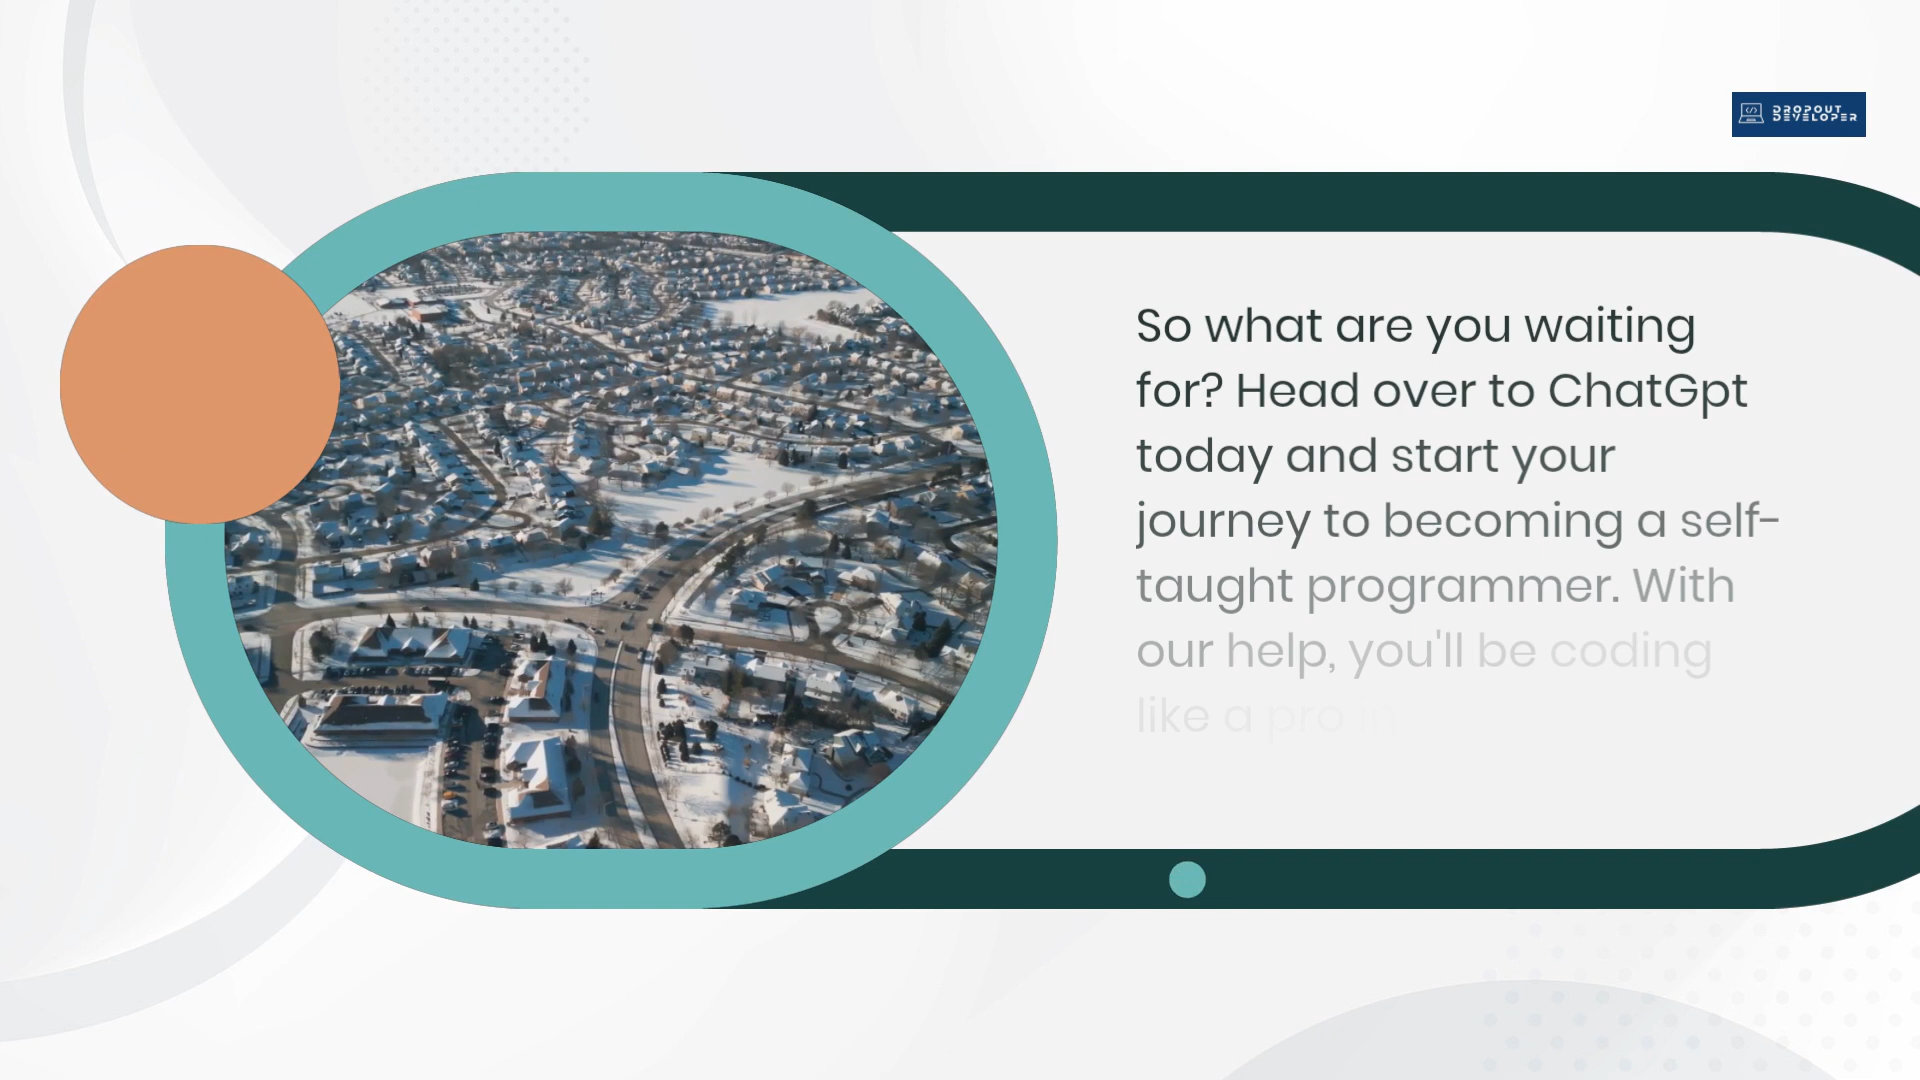 DROPOUT
DEVELOPER
So what are you waiting
for? Head over to ChatGpt
today and start your
journey to becoming a self-
taught programmer. With
our help, you'll be coding
like a pro in